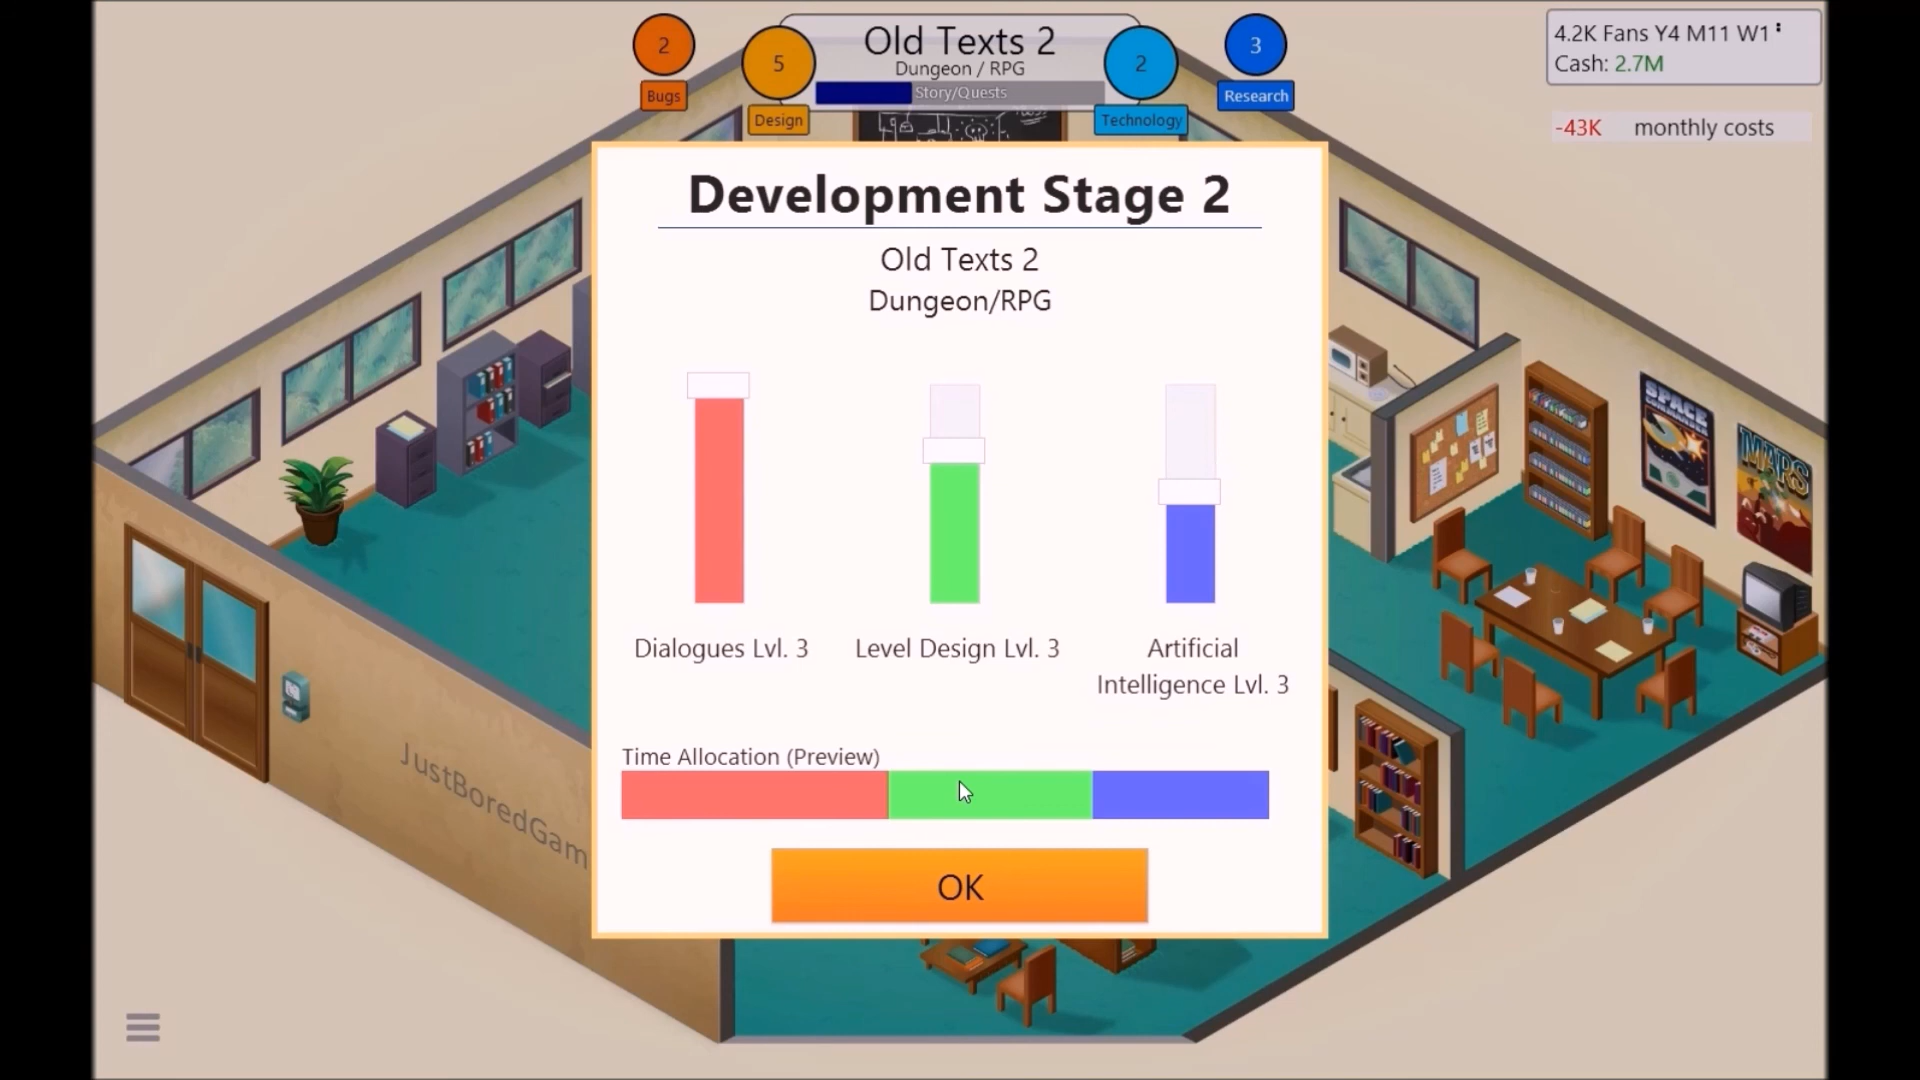 2
Bugs
5
Design
Old Texts 2
Dungeon / RPG
Story/Quests
2
Technology
3
Research
4.2K Fans Y4 M11 W1
Cash: 2.7M
-43K monthly costs
Development Stage 2
Old Texts 2
Dungeon/RPG
Dialogues Lvl. 3
Level Design Lvl. 3
Artificial
Intelligence Lvl. 3
Time Allocation (Preview)
OK
SPACE
MARS
JustBoredGam